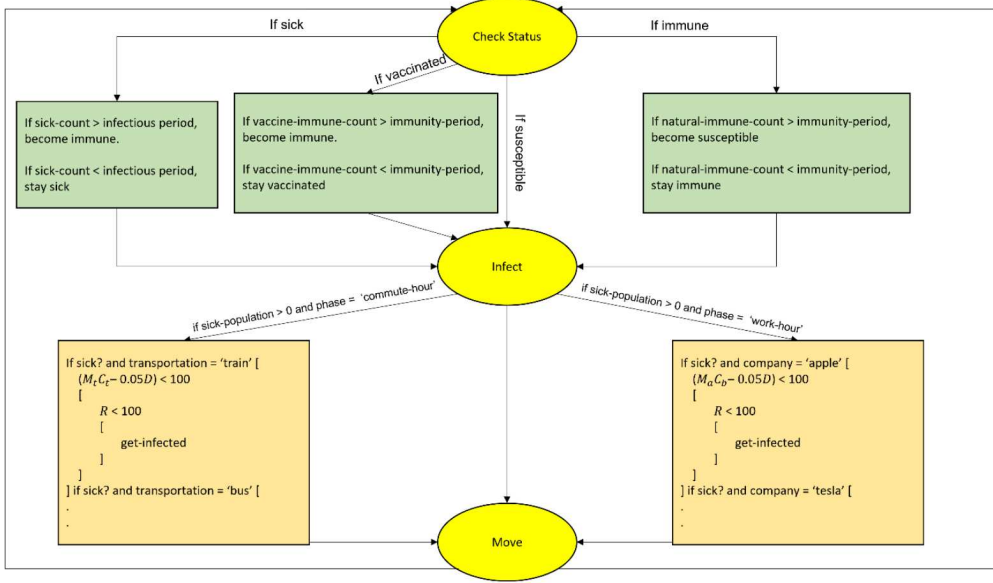 If sick
Check Status
If immune
If vaccinated
If susceptible
If sick-count > infectious period,
become immune.
If sick-count < infectious period,
stay sick
If vaccine-immune-count > immunity-period,
become immune.
If vaccine-immune-count < immunity-period,
stay vaccinated
If natural-immune-count > immunity-period,
become susceptible
If natural-immune-count < immunity-period,
stay immune
Infect
if sick-population > 0 and phase = 'commute-hour'
if sick-population > 0 and phase = 'work-hour'
If sick? and transportation = ‘train’ [
(MₜCₜ– 0.05D) < 100
[
R < 100
[
get-infected
]
]
] if sick? and transportation = ‘bus’ [
.
.
If sick? and company = ‘apple’ [
(MₐC_b– 0.05D) < 100
[
R < 100
[
get-infected
]
]
] if sick? and company = ‘tesla’ [
.
.
Move